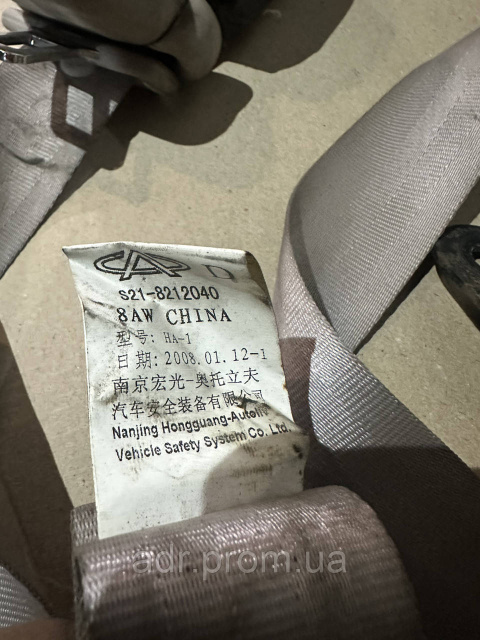 D
S21-8212040
8AW CHINA
型号: HA-1
日期: 2008.01.12-1
南京宏光-奥托立夫
汽车安全装备有限公司
Nanjing Hongguang-Autoliv
Vehicle Safety System Co. Ltd.
adr.prom.ua